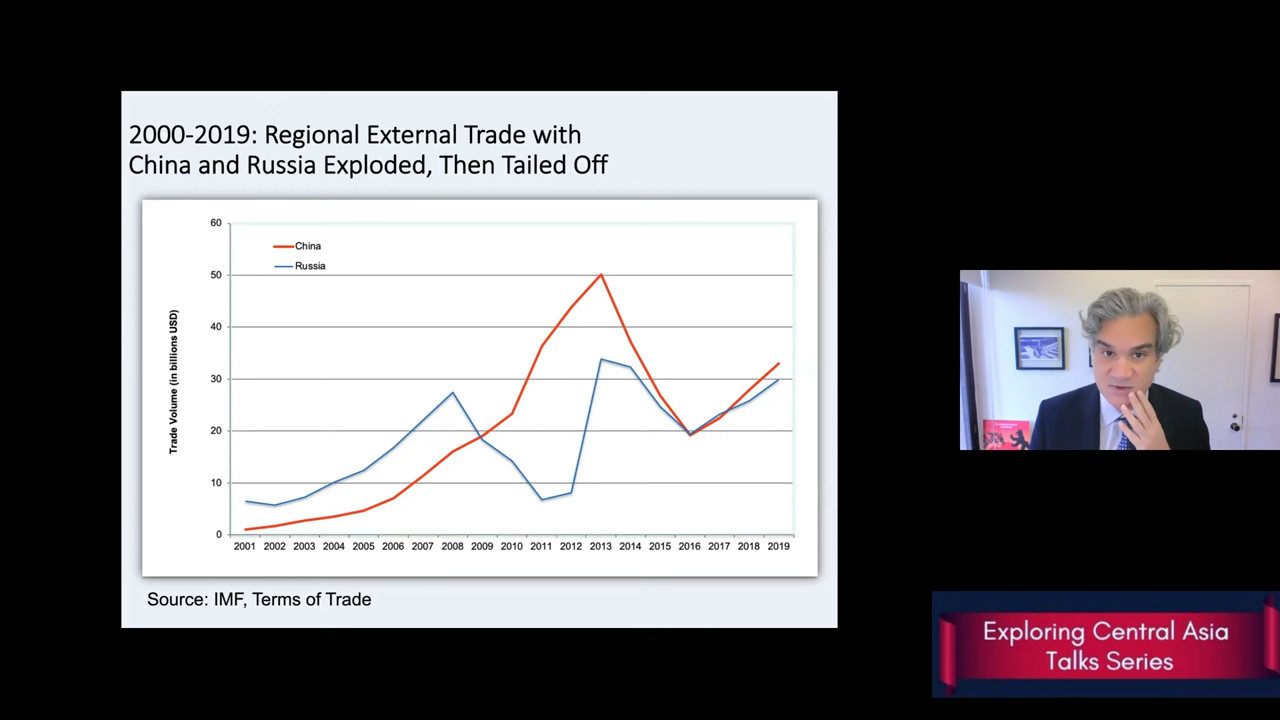 2000-2019: Regional External Trade with
China and Russia Exploded, Then Tailed Off
Trade Volume (in billions USD)
60
50
40
30
20
10
0
China
Russia
2001 2002 2003 2004 2005 2006 2007 2008 2009 2010 2011 2012 2013 2014 2015 2016 2017 2018 2019
Source: IMF, Terms of Trade
Exploring Central Asia
Talks Series